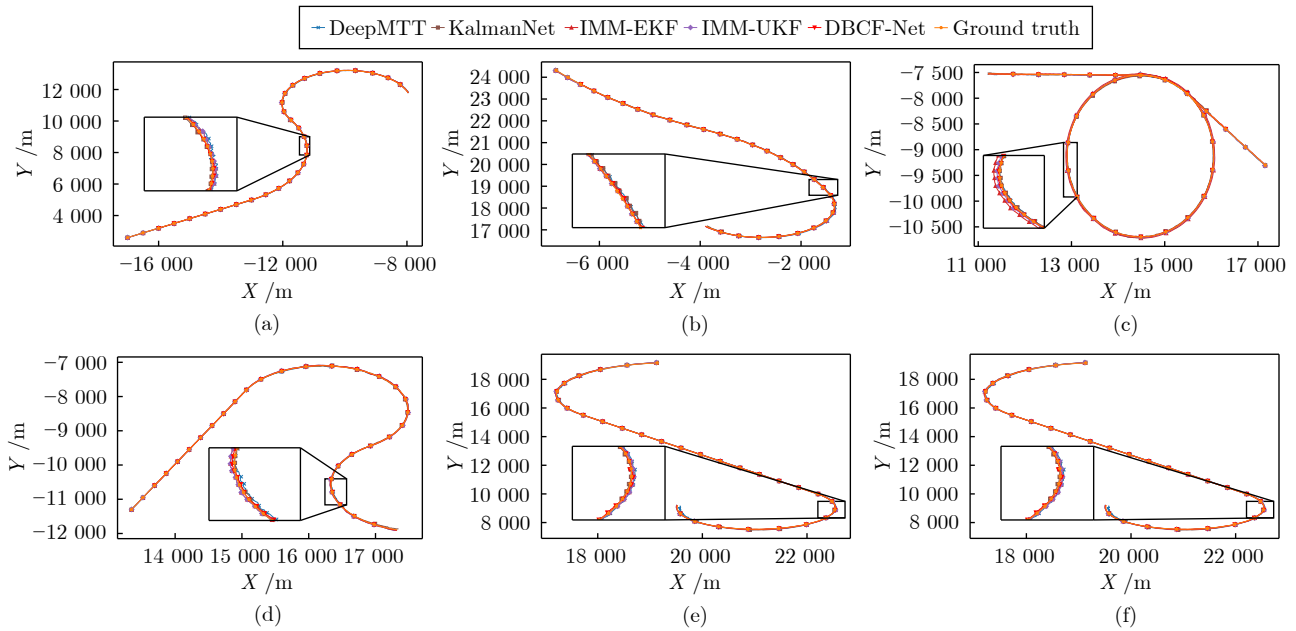 DeepMTT KalmanNet IMM-EKF IMM-UKF DBCF-Net Ground truth
12 000
10 000
8 000
6 000
4 000
Y /m
−16 000 −12 000 −8 000
X /m
(a)
24 000
23 000
22 000
21 000
20 000
19 000
18 000
17 000
Y /m
−6 000 −4 000 −2 000
X /m
(b)
−7 500
−8 000
−8 500
−9 000
−9 500
−10 000
−10 500
Y /m
11 000 13 000 15 000 17 000
X /m
(c)
−7 000
−8 000
−9 000
−10 000
−11 000
−12 000
Y /m
14 000 15 000 16 000 17 000
X /m
(d)
18 000
16 000
14 000
12 000
10 000
8 000
Y /m
18 000 20 000 22 000
X /m
(e)
18 000
16 000
14 000
12 000
10 000
8 000
Y /m
18 000 20 000 22 000
X /m
(f)